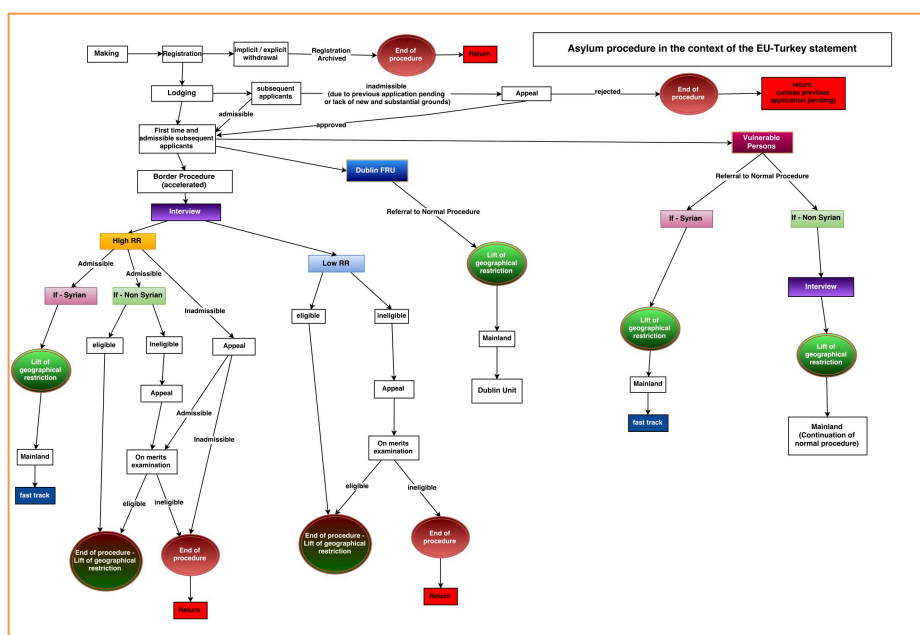 Asylum procedure in the context of the EU-Turkey statement
Making
Registration
implicit / explicit
withdrawal
Registration
Archived
End of
procedure
Return
Lodging
subsequent
applicants
inadmissible
(due to previous application pending
or lack of new and substantial grounds)
Appeal
rejected
End of
procedure
return
(unless previous
application pending)
admissible
approved
First time and
admissible subsequent
applicants
Vulnerable
Persons
Dublin FRU
Border Procedure
(accelerated)
Referral to Normal Procedure
Interview
Referral to Normal Procedure
If - Syrian
If - Non Syrian
High RR
Low RR
Lift of
geographical
restriction
Admissible
Admissible
Inadmissible
If - Syrian
If - Non Syrian
eligible
ineligible
Interview
Lift of
geographical
restriction
Lift of
geographical
restriction
eligible
Ineligible
Appeal
Mainland
Lift of
geographical
restriction
Appeal
Appeal
Dublin Unit
Mainland
Admissible
Inadmissible
fast track
Mainland
(Continuation of
normal procedure)
Mainland
On merits
examination
On merits
examination
fast track
eligible
ineligible
eligible
ineligible
End of procedure -
Lift of geographical
restriction
End of
procedure
End of procedure -
Lift of geographical
restriction
End of
procedure
Return
Return